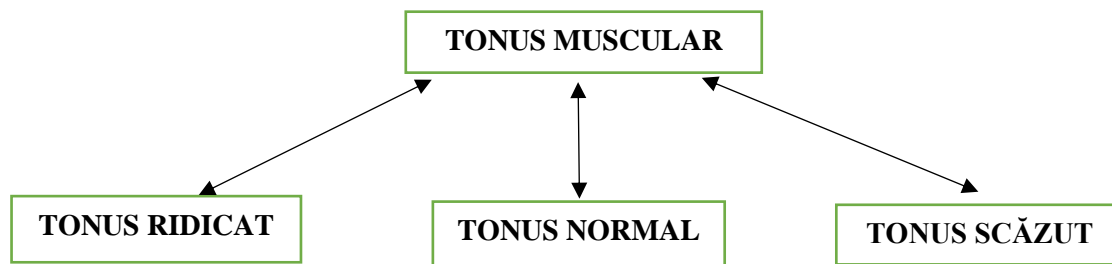 TONUS MUSCULAR
TONUS RIDICAT
TONUS NORMAL
TONUS SCĂZUT